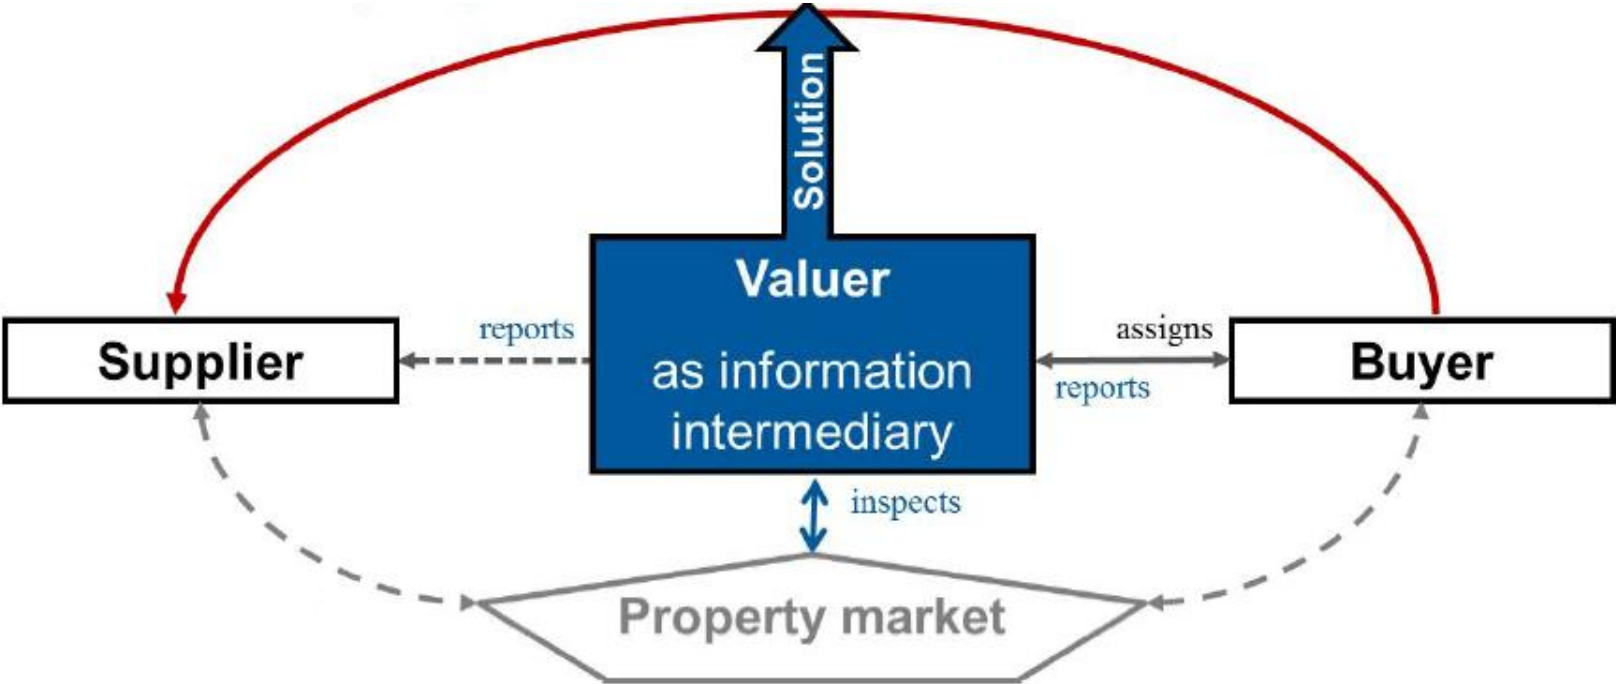 Solution
Valuer
as information
intermediary
Supplier
reports
assigns
reports
Buyer
inspects
Property market